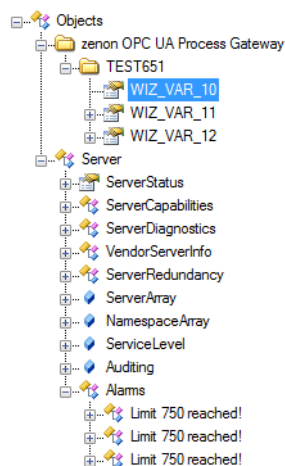 Objects
zenon OPC UA Process Gateway
TEST651
WIZ_VAR_10
WIZ_VAR_11
WIZ_VAR_12
Server
ServerStatus
ServerCapabilities
ServerDiagnostics
VendorServerInfo
ServerRedundancy
ServerArray
NamespaceArray
ServiceLevel
Auditing
Alarms
Limit 750 reached!
Limit 750 reached!
Limit 750 reached!